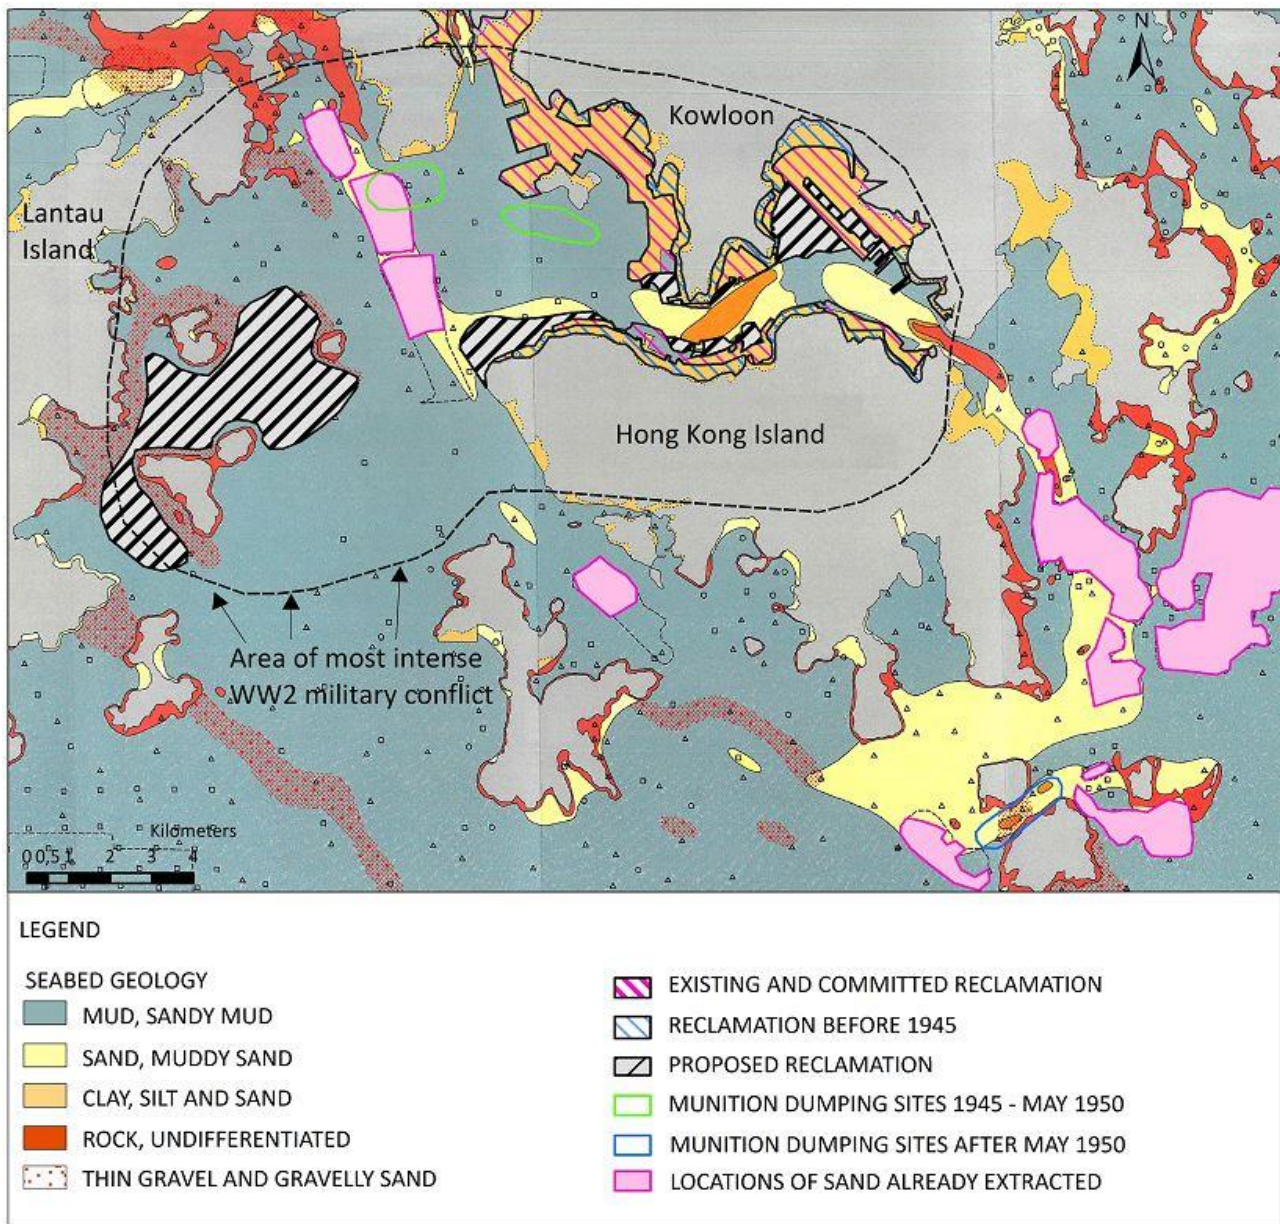 N
Kowloon
Lantau
Island
Hong Kong Island
Area of most intense
WW2 military conflict
Kilometers
0 0,5 1 2 3 4
LEGEND
SEABED GEOLOGY
MUD, SANDY MUD
SAND, MUDDY SAND
CLAY, SILT AND SAND
ROCK, UNDIFFERENTIATED
THIN GRAVEL AND GRAVELLY SAND
EXISTING AND COMMITTED RECLAMATION
RECLAMATION BEFORE 1945
PROPOSED RECLAMATION
MUNITION DUMPING SITES 1945 - MAY 1950
MUNITION DUMPING SITES AFTER MAY 1950
LOCATIONS OF SAND ALREADY EXTRACTED